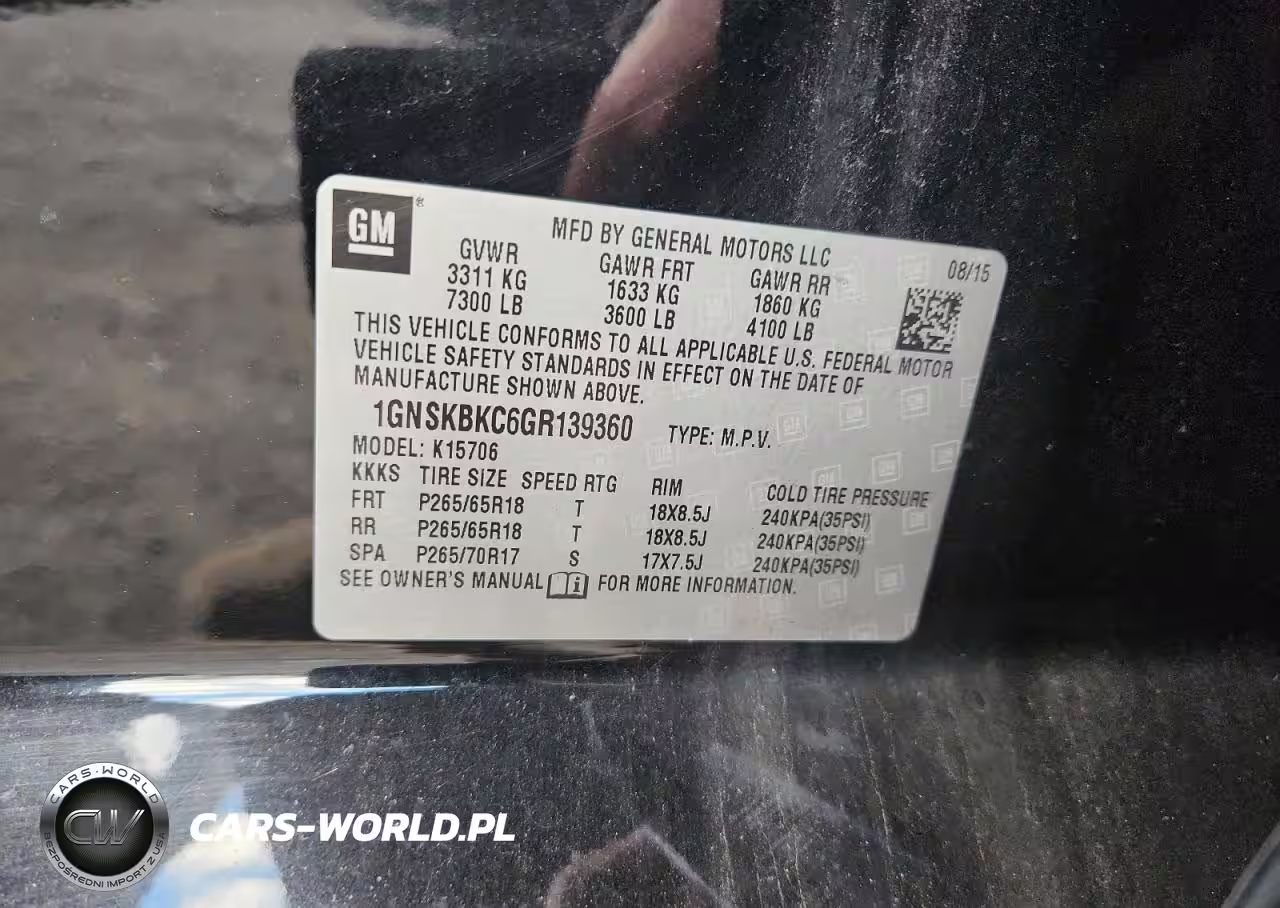 GM®
MFD BY GENERAL MOTORS LLC
08/15
GVWR GAWR FRT GAWR RR
3311 KG 1633 KG 1860 KG
7300 LB 3600 LB 4100 LB
THIS VEHICLE CONFORMS TO ALL APPLICABLE U.S. FEDERAL MOTOR
VEHICLE SAFETY STANDARDS IN EFFECT ON THE DATE OF
MANUFACTURE SHOWN ABOVE.
1GNSKBKC6GR139360 TYPE: M.P.V.
MODEL: K15706
KKKS TIRE SIZE SPEED RTG RIM COLD TIRE PRESSURE
FRT P265/65R18 T 18X8.5J 240KPA(35PSI)
RR P265/65R18 T 18X8.5J 240KPA(35PSI)
SPA P265/70R17 S 17X7.5J 240KPA(35PSI)
SEE OWNER'S MANUAL i FOR MORE INFORMATION.
CARS-WORLD
CW
BEZPOŚREDNI IMPORT Z USA
CARS-WORLD.PL